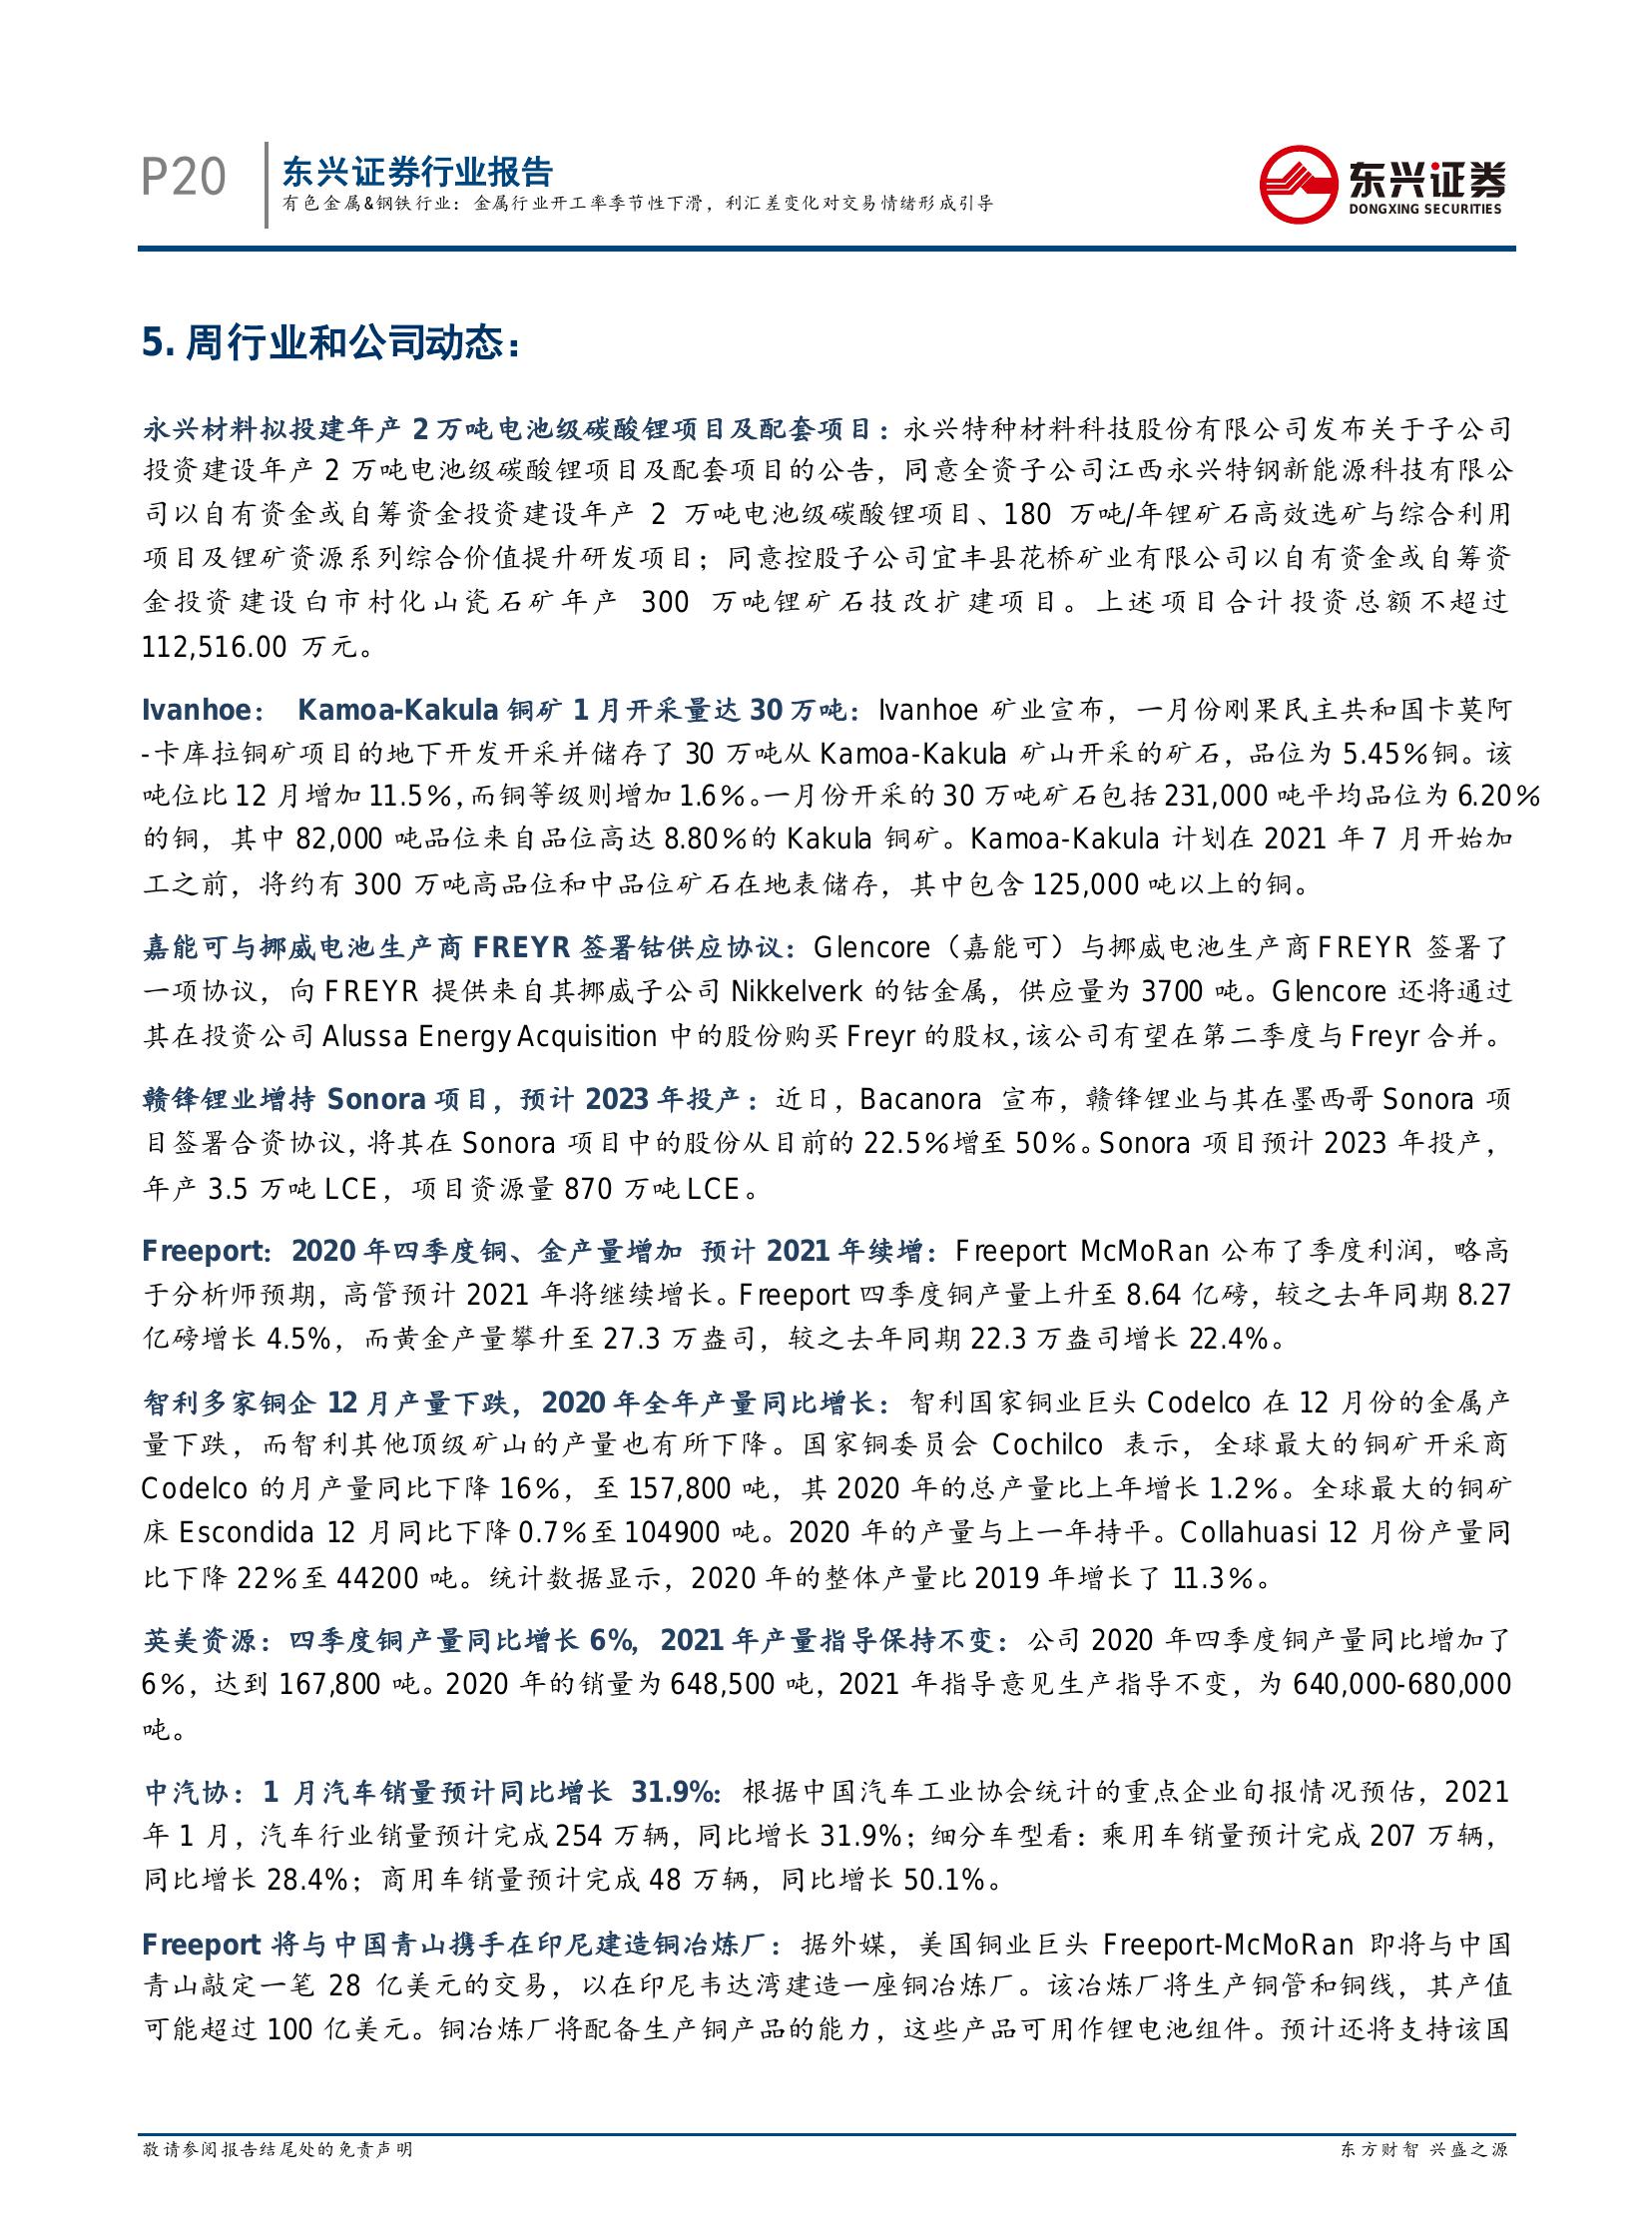 P20
东兴证券行业报告
有色金属&钢铁行业：金属行业开工率季节性下滑，利汇差变化对交易情绪形成引导
东兴证券
DONGXING SECURITIES
5. 周行业和公司动态：
永兴材料拟投建年产 2 万吨电池级碳酸锂项目及配套项目：永兴特种材料科技股份有限公司发布关于子公司
投资建设年产 2 万吨电池级碳酸锂项目及配套项目的公告，同意全资子公司江西永兴特钢新能源科技有限公
司以自有资金或自筹资金投资建设年产 2 万吨电池级碳酸锂项目、180 万吨/年锂矿石高效选矿与综合利用
项目及锂矿资源系列综合价值提升研发项目；同意控股子公司宜丰县花桥矿业有限公司以自有资金或自筹资
金投资建设白市村化山瓷石矿年产 300 万吨锂矿石技改扩建项目。上述项目合计投资总额不超过
112,516.00 万元。
Ivanhoe： Kamoa-Kakula 铜矿 1 月开采量达 30 万吨：Ivanhoe 矿业宣布，一月份刚果民主共和国卡莫阿
-卡库拉铜矿项目的地下开发开采并储存了 30 万吨从 Kamoa-Kakula 矿山开采的矿石，品位为 5.45%铜。该
吨位比 12 月增加 11.5%，而铜等级则增加 1.6%。一月份开采的 30 万吨矿石包括 231,000 吨平均品位为 6.20%
的铜，其中 82,000 吨品位来自品位高达 8.80%的 Kakula 铜矿。Kamoa-Kakula 计划在 2021 年 7 月开始加
工之前，将约有 300 万吨高品位和中品位矿石在地表储存，其中包含 125,000 吨以上的铜。
嘉能可与挪威电池生产商 FREYR 签署钴供应协议：Glencore（嘉能可）与挪威电池生产商 FREYR 签署了
一项协议，向 FREYR 提供来自其挪威子公司 Nikkelverk 的钴金属，供应量为 3700 吨。Glencore 还将通过
其在投资公司 Alussa Energy Acquisition 中的股份购买 Freyr 的股权，该公司有望在第二季度与 Freyr 合并。
赣锋锂业增持 Sonora 项目，预计 2023 年投产：近日，Bacanora 宣布，赣锋锂业与其在墨西哥 Sonora 项
目签署合资协议，将其在 Sonora 项目中的股份从目前的 22.5%增至 50%。Sonora 项目预计 2023 年投产，
年产 3.5 万吨 LCE，项目资源量 870 万吨 LCE。
Freeport：2020 年四季度铜、金产量增加 预计 2021 年续增：Freeport McMoRan 公布了季度利润，略高
于分析师预期，高管预计 2021 年将继续增长。Freeport 四季度铜产量上升至 8.64 亿磅，较之去年同期 8.27
亿磅增长 4.5%，而黄金产量攀升至 27.3 万盎司，较之去年同期 22.3 万盎司增长 22.4%。
智利多家铜企 12 月产量下跌，2020 年全年产量同比增长：智利国家铜业巨头 Codelco 在 12 月份的金属产
量下跌，而智利其他顶级矿山的产量也有所下降。国家铜委员会 Cochilco 表示，全球最大的铜矿开采商
Codelco 的月产量同比下降 16%，至 157,800 吨，其 2020 年的总产量比上年增长 1.2%。全球最大的铜矿
床 Escondida 12 月同比下降 0.7%至 104900 吨。2020 年的产量与上一年持平。Collahuasi 12 月份产量同
比下降 22%至 44200 吨。统计数据显示，2020 年的整体产量比 2019 年增长了 11.3%。
英美资源：四季度铜产量同比增长 6%，2021 年产量指导保持不变：公司 2020 年四季度铜产量同比增加了
6%，达到 167,800 吨。2020 年的销量为 648,500 吨，2021 年指导意见生产指导不变，为 640,000-680,000
吨。
中汽协：1 月汽车销量预计同比增长 31.9%：根据中国汽车工业协会统计的重点企业旬报情况预估，2021
年 1 月，汽车行业销量预计完成 254 万辆，同比增长 31.9%；细分车型看：乘用车销量预计完成 207 万辆，
同比增长 28.4%；商用车销量预计完成 48 万辆，同比增长 50.1%。
Freeport 将与中国青山携手在印尼建造铜冶炼厂：据外媒，美国铜业巨头 Freeport-McMoRan 即将与中国
青山敲定一笔 28 亿美元的交易，以在印尼韦达湾建造一座铜冶炼厂。该冶炼厂将生产铜管和铜线，其产值
可能超过 100 亿美元。铜冶炼厂将配备生产铜产品的能力，这些产品可用作锂电池组件。预计还将支持该国
敬请参阅报告结尾处的免责声明
东方财智 兴盛之源